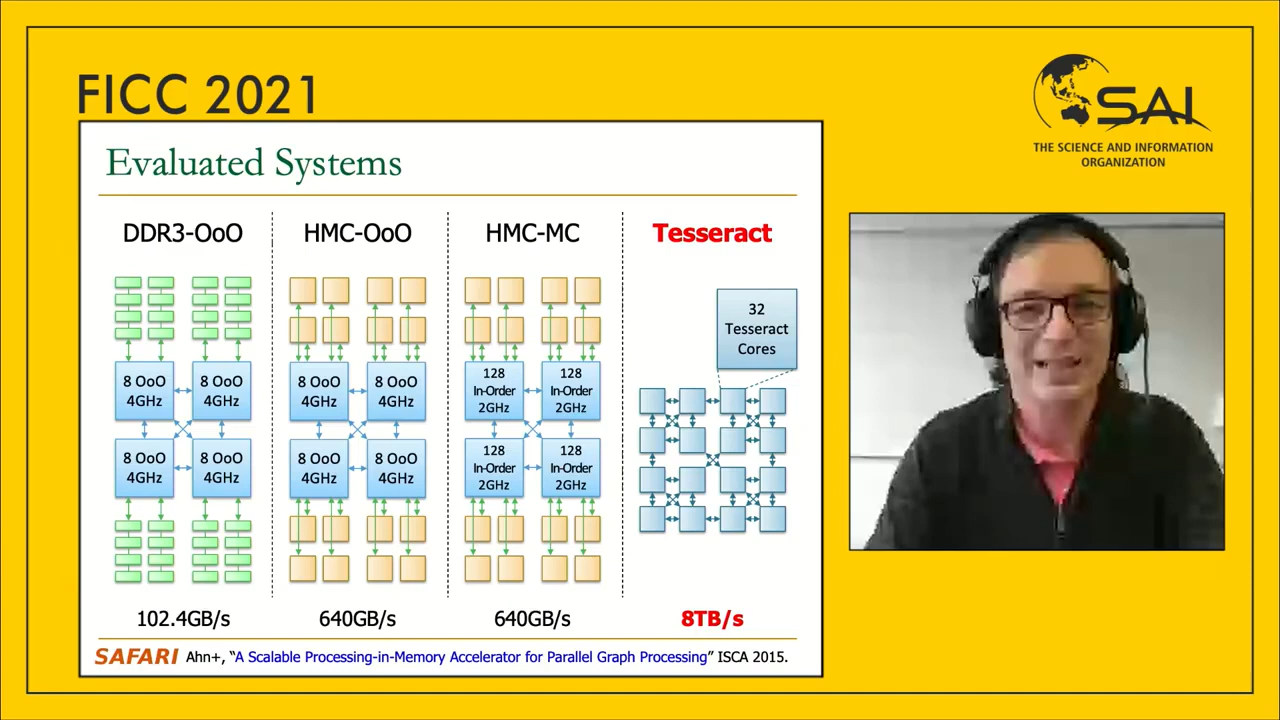 FICC 2021
SAI
THE SCIENCE AND INFORMATION
ORGANIZATION
Evaluated Systems
DDR3-OoO
HMC-OoO
HMC-MC
Tesseract
8 OoO
4GHz
8 OoO
4GHz
8 OoO
4GHz
8 OoO
4GHz
8 OoO
4GHz
8 OoO
4GHz
8 OoO
4GHz
8 OoO
4GHz
128
In-Order
2GHz
128
In-Order
2GHz
128
In-Order
2GHz
128
In-Order
2GHz
32
Tesseract
Cores
102.4GB/s
640GB/s
640GB/s
8TB/s
SAFARI Ahn+, “A Scalable Processing-in-Memory Accelerator for Parallel Graph Processing” ISCA 2015.